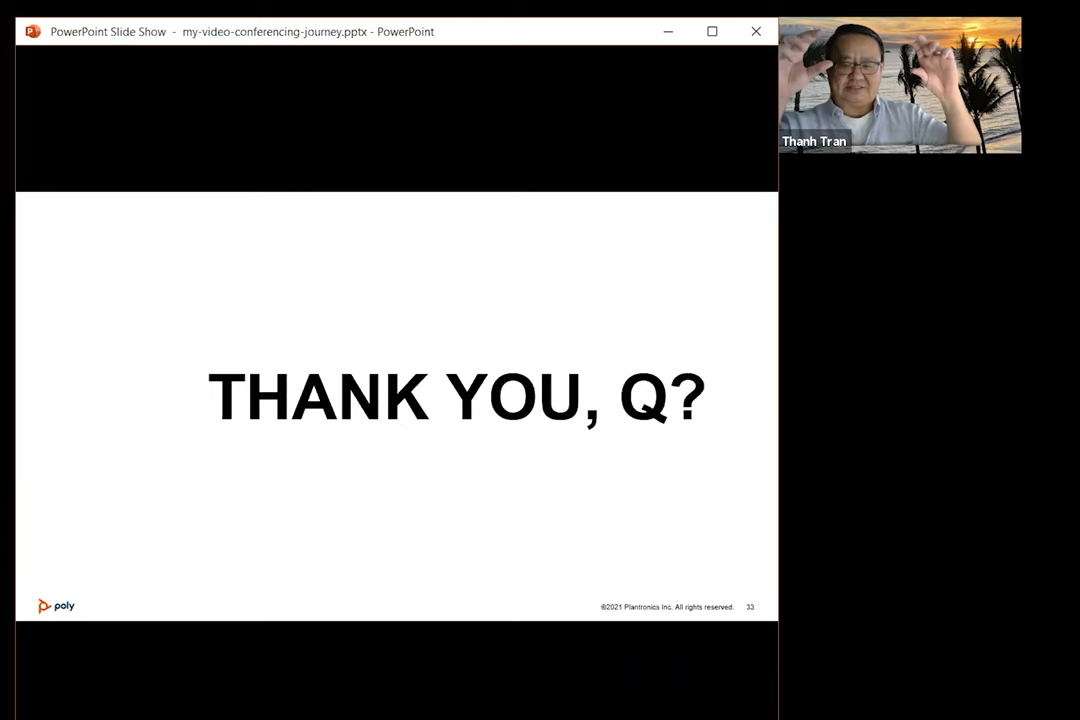 PowerPoint Slide Show - my-video-conferencing-journey.pptx - PowerPoint
Thanh Tran
THANK YOU, Q?
poly
©2021 Plantronics Inc. All rights reserved. 33